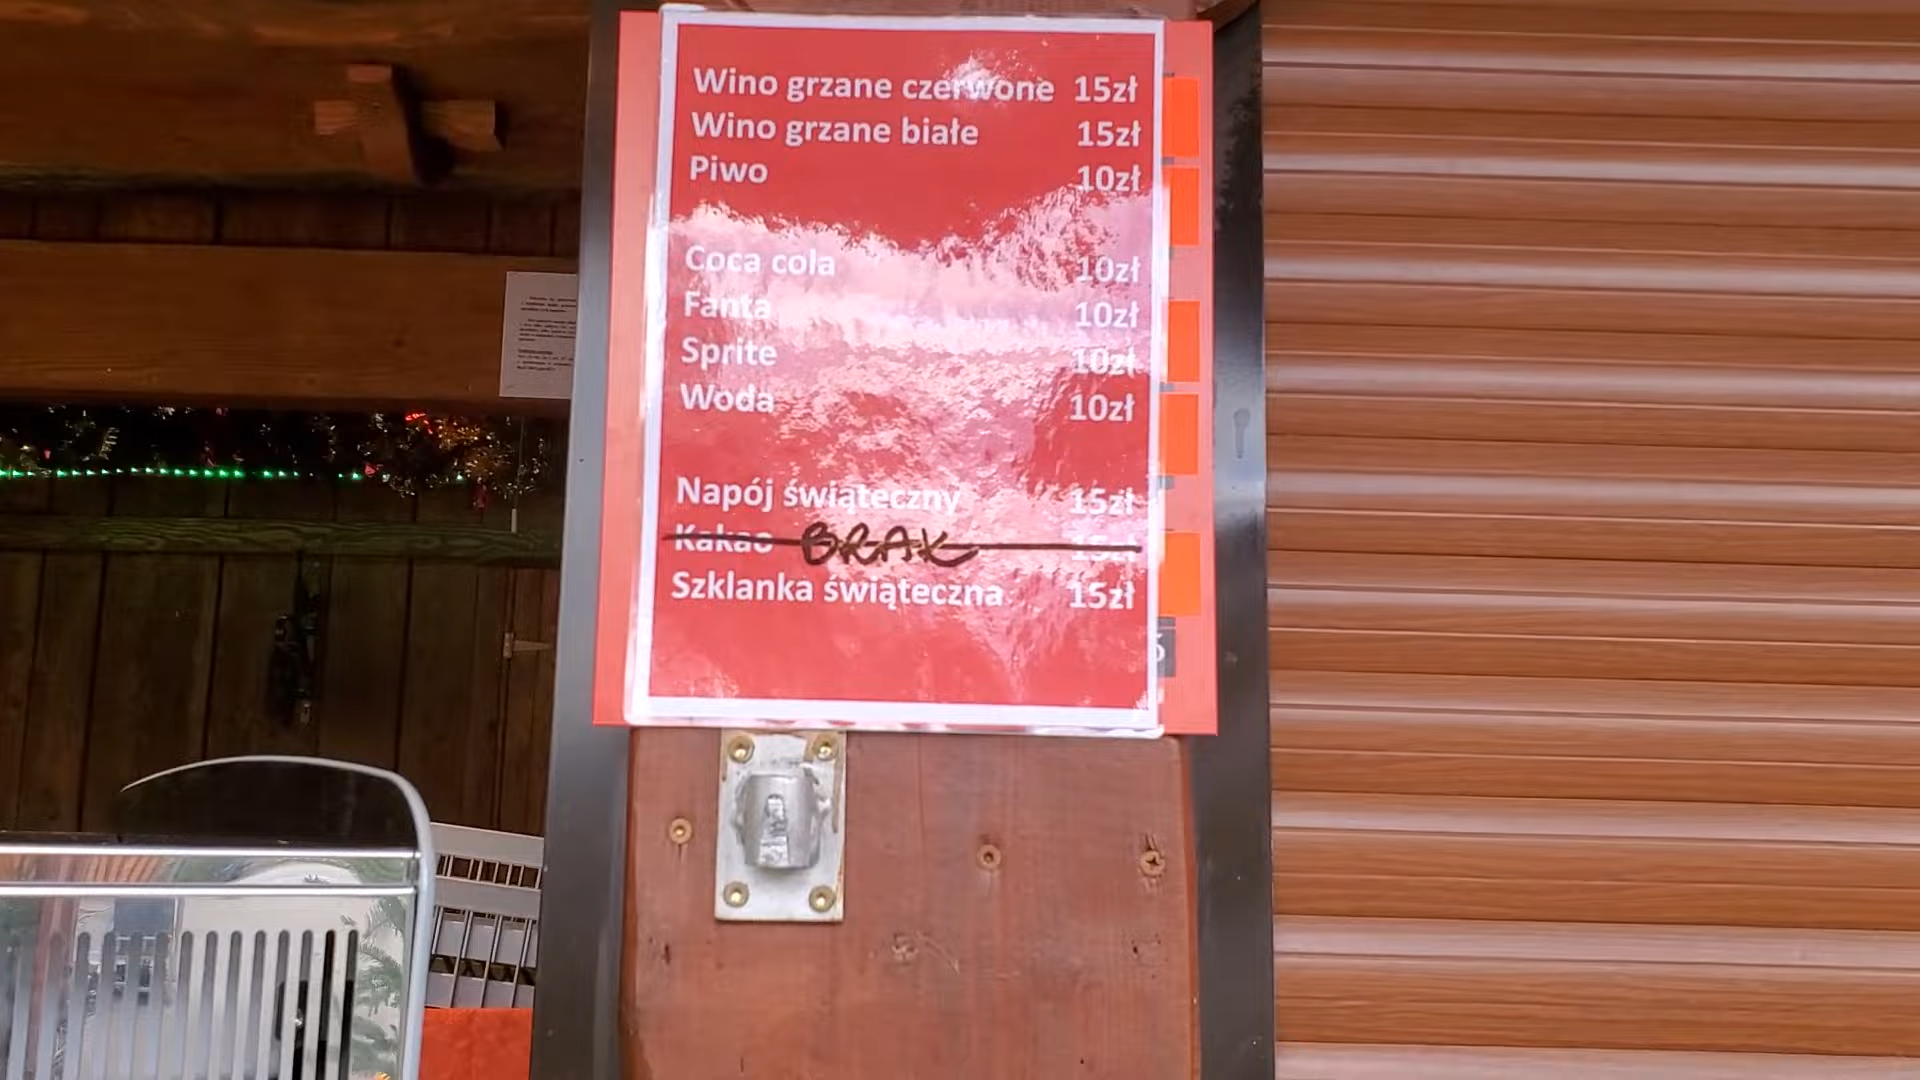 Wino grzane czerwone 15zł
Wino grzane białe 15zł
Piwo 10zł
Coca cola 10zł
Fanta 10zł
Sprite 10zł
Woda 10zł
Napój świąteczny 15zł
Kakao BRAK 15zł
Szklanka świąteczna 15zł